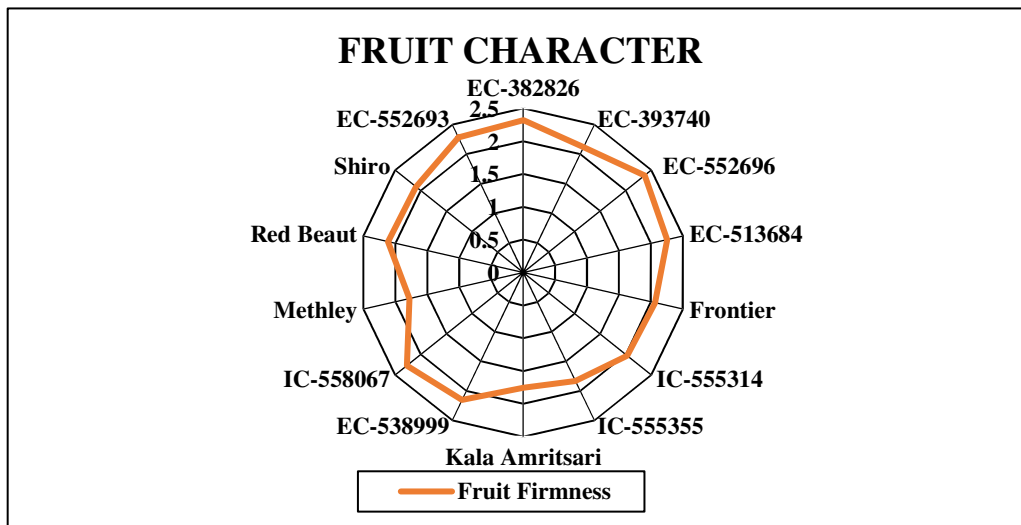 FRUIT CHARACTER
EC-382826
EC-393740
EC-552696
EC-513684
Frontier
IC-555314
IC-555355
Kala Amritsari
EC-538999
IC-558067
Methley
Red Beaut
Shiro
EC-552693
2.5
2
1.5
1
0.5
0
Fruit Firmness